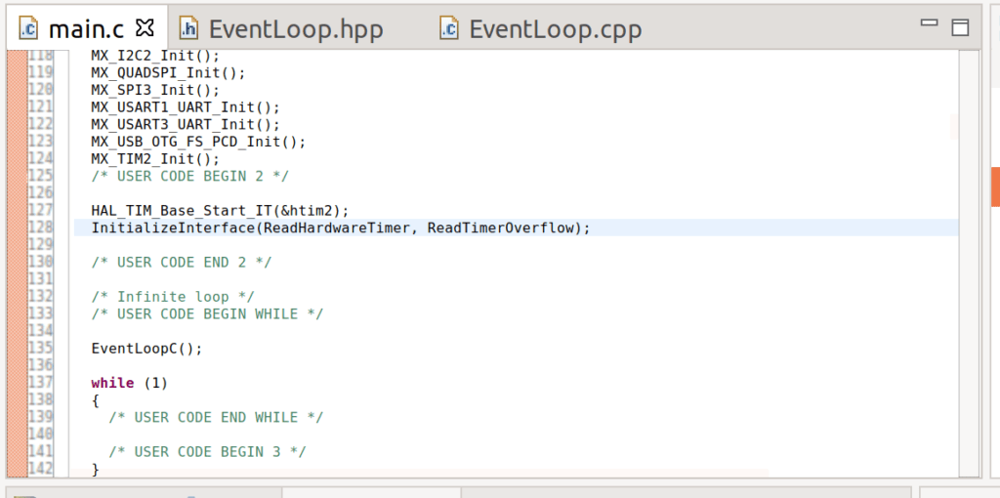 main.c EventLoop.hpp EventLoop.cpp
118 MX_I2C2_Init();
119 MX_QUADSPI_Init();
120 MX_SPI3_Init();
121 MX_USART1_UART_Init();
122 MX_USART3_UART_Init();
123 MX_USB_OTG_FS_PCD_Init();
124 MX_TIM2_Init();
125 /* USER CODE BEGIN 2 */
126
127 HAL_TIM_Base_Start_IT(&htim2);
128 InitializeInterface(ReadHardwareTimer, ReadTimerOverflow);
129
130 /* USER CODE END 2 */
131
132 /* Infinite loop */
133 /* USER CODE BEGIN WHILE */
134
135 EventLoopC();
136
137 while (1)
138 {
139 /* USER CODE END WHILE */
140
141 /* USER CODE BEGIN 3 */
142 }